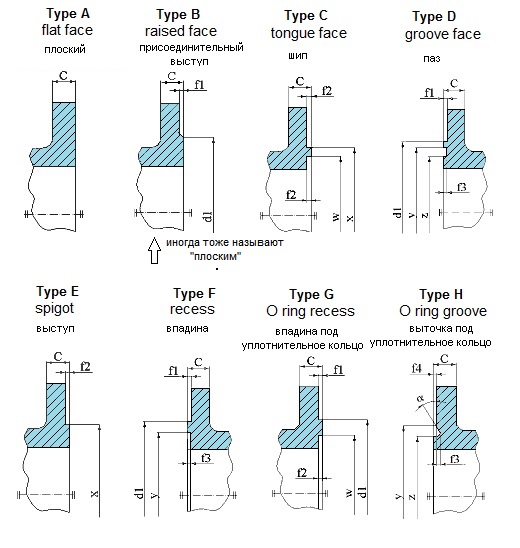 Type A
flat face
плоский
C
Type B
raised face
присоединительный
выступ
C
f1
d1
Type C
tongue face
шип
C
f2
f2
w
x
Type D
groove face
паз
C
f1
f3
d1
y
z
иногда тоже называют
"плоским"
Type E
spigot
выступ
C
f2
x
Type F
recess
впадина
C
f1
f3
d1
y
Type G
O ring recess
впадина под
уплотнительное кольцо
C
f1
f2
w
d1
Type H
O ring groove
выточка под
уплотнительное кольцо
C
f4
α
f3
y
z